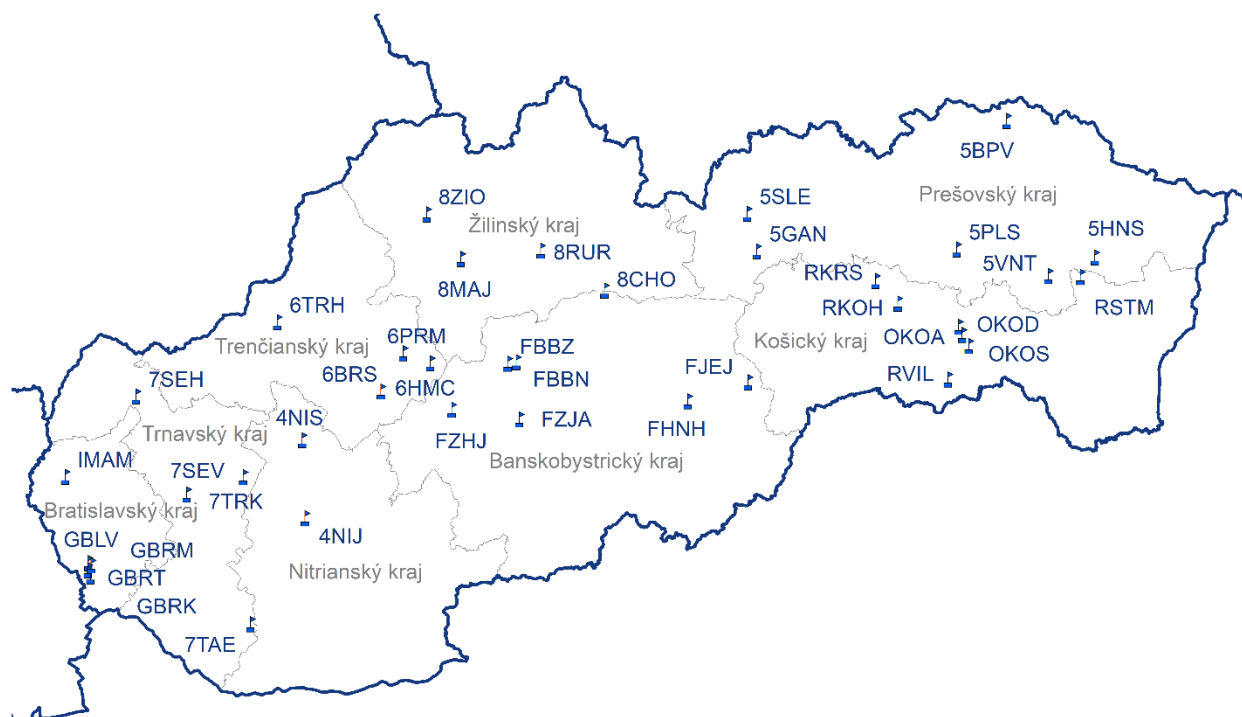 5BPV
8ZIO
5SLE
Prešovský kraj
Žilinský kraj
5GAN
5PLS
5HNS
8RUR
5VNT
8MAJ
8CHO
RKRS
RSTM
6TRH
RKOH
OKOD
Trenčianský kraj
6PRM
FBBZ
Košický kraj
OKOA
OKOS
7SEH
6BRS
6HMC
FBBN
FJEJ
RVIL
4NIS
Trnavský kraj
FZHJ
FZJA
FHNH
IMAM
7SEV
Banskobystrický kraj
7TRK
Bratislavský kraj
4NIJ
GBLV
GBRM
Nitrianský kraj
GBRT
GBRK
7TAE